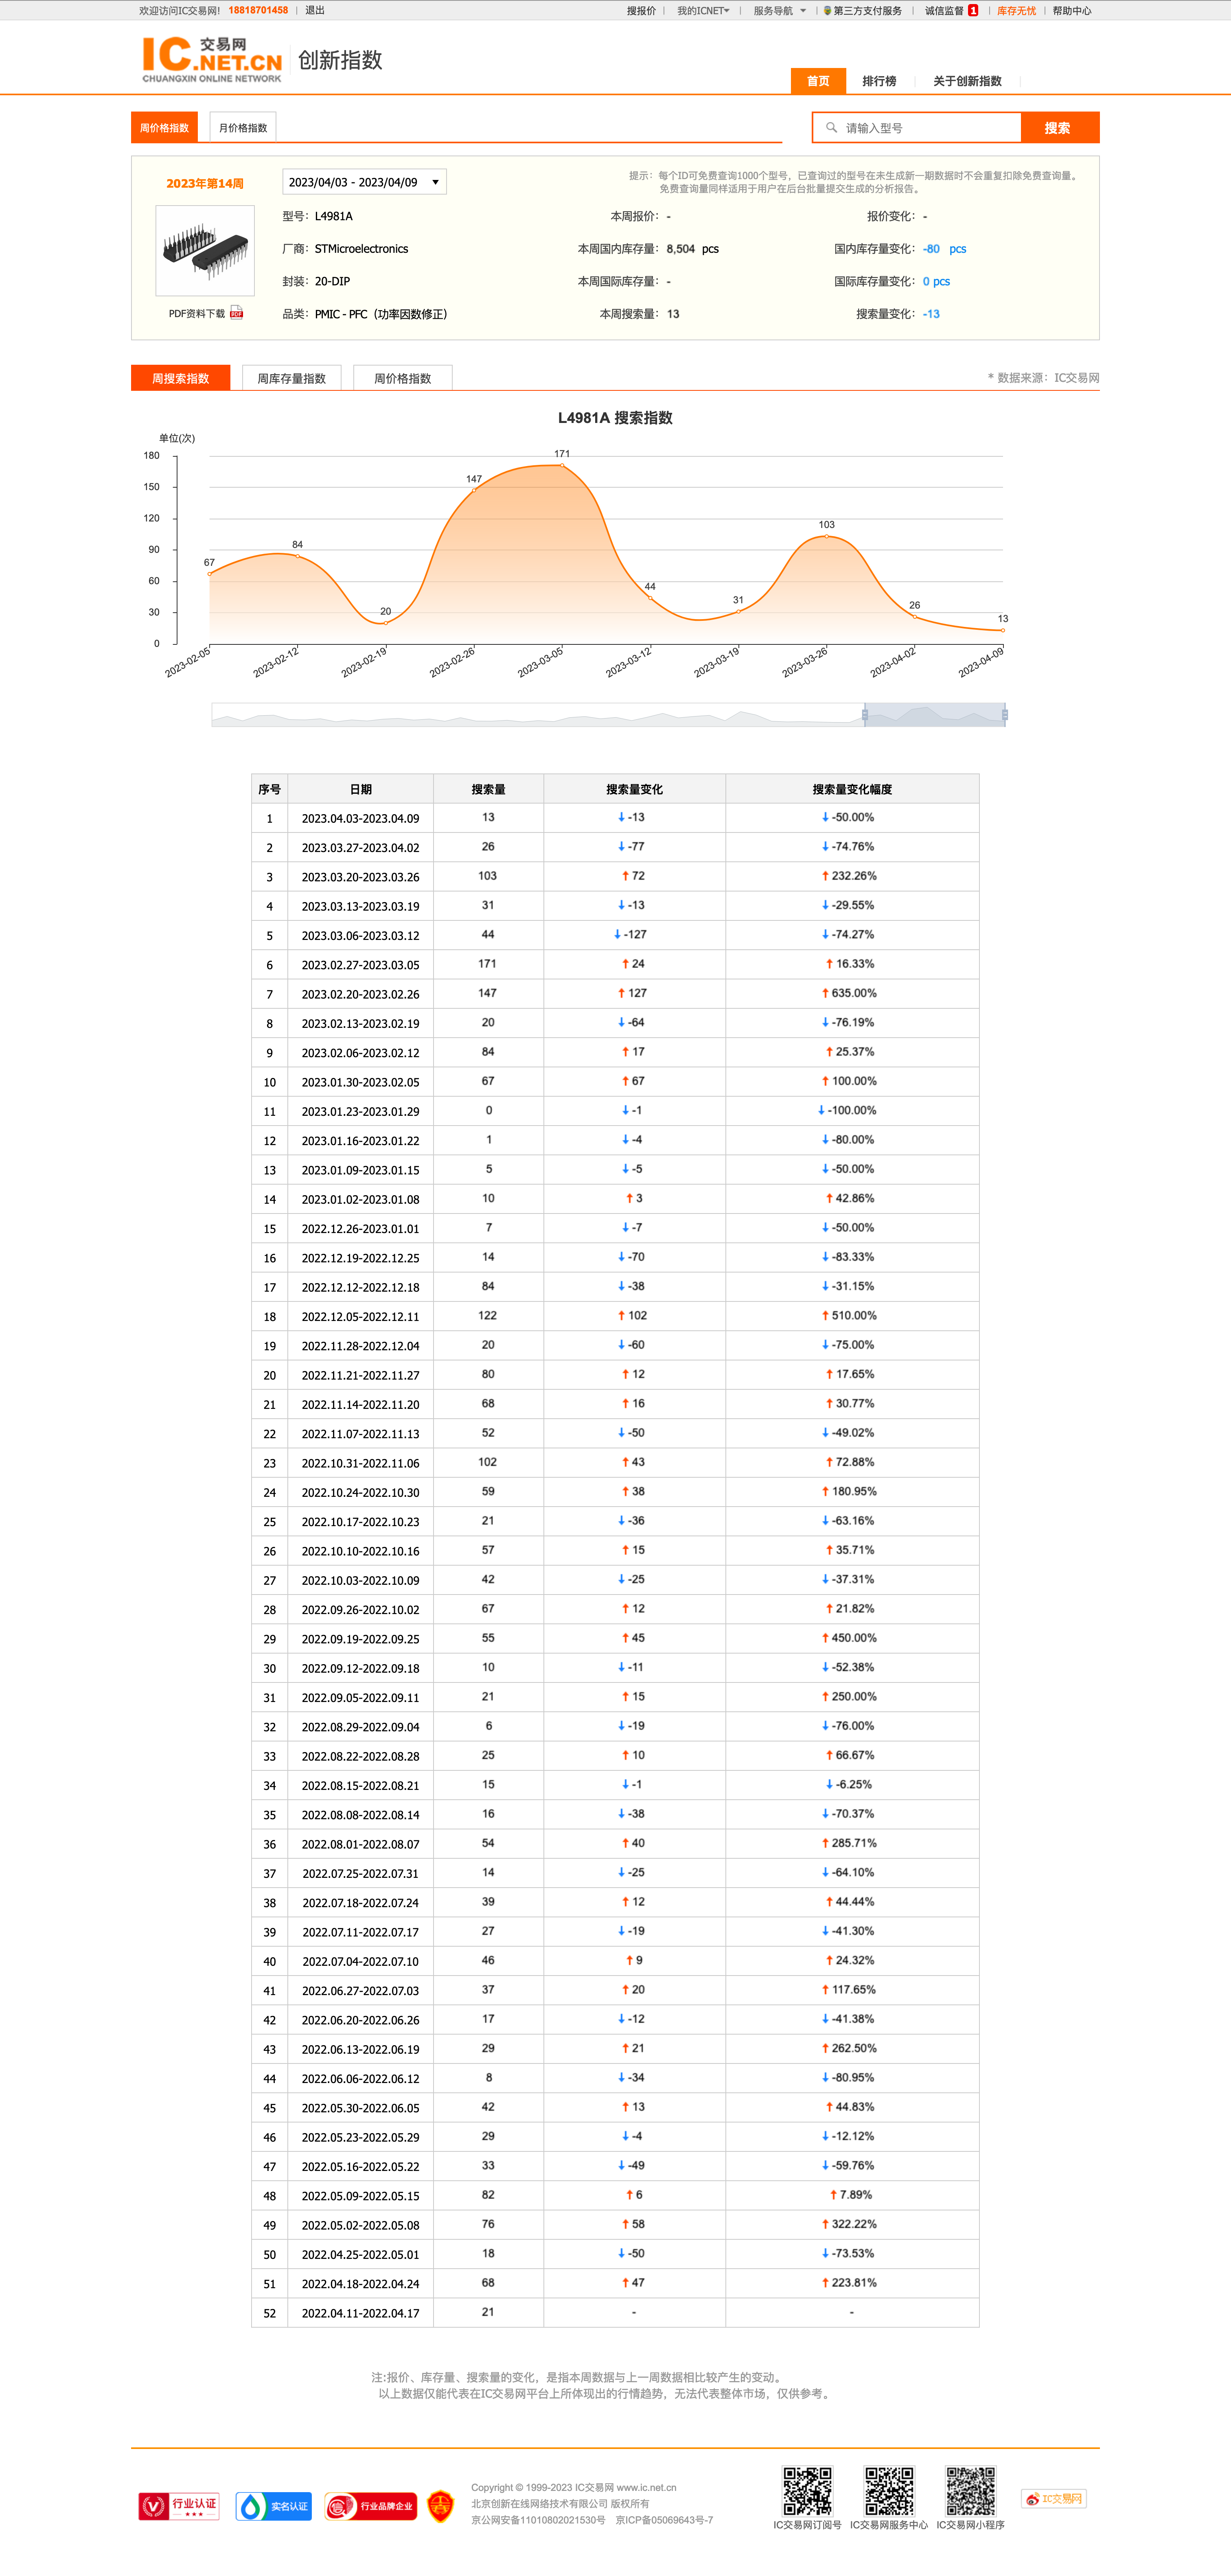 欢迎访问IC交易网! 18818701458 | 退出 搜报价 | 我的ICNET | 服务导航 | 第三方支付服务 | 诚信监督 1 | 库存无忧 | 帮助中心
IC交易网 .NET.CN CHUANGXIN ONLINE NETWORK 创新指数
首页 排行榜 关于创新指数
周价格指数 月价格指数 请输入型号 搜索
2023年第14周 2023/04/03 - 2023/04/09 提示：每个ID可免费查询1000个型号，已查询过的型号在未生成新一期数据时不会重复扣除免费查询量。
免费查询量同样适用于用户在后台批量提交生成的分析报告。
型号：L4981A 本周报价：- 报价变化：-
厂商：STMicroelectronics 本周国内库存量：8,504 pcs 国内库存量变化：-80 pcs
封装：20-DIP 本周国际库存量：- 国际库存量变化：0 pcs
PDF资料下载 PDF 品类：PMIC - PFC（功率因数修正） 本周搜索量：13 搜索量变化：-13
周搜索指数 周库存量指数 周价格指数 * 数据来源：IC交易网
L4981A 搜索指数
单位(次)
180
150
120
90
60
30
0
67 84 20 147 171 44 31 103 26 13
2023-02-05 2023-02-12 2023-02-19 2023-02-26 2023-03-05 2023-03-12 2023-03-19 2023-03-26 2023-04-02 2023-04-09
序号 日期 搜索量 搜索量变化 搜索量变化幅度
1 2023.04.03-2023.04.09 13 ↓ -13 ↓ -50.00%
2 2023.03.27-2023.04.02 26 ↓ -77 ↓ -74.76%
3 2023.03.20-2023.03.26 103 ↑ 72 ↑ 232.26%
4 2023.03.13-2023.03.19 31 ↓ -13 ↓ -29.55%
5 2023.03.06-2023.03.12 44 ↓ -127 ↓ -74.27%
6 2023.02.27-2023.03.05 171 ↑ 24 ↑ 16.33%
7 2023.02.20-2023.02.26 147 ↑ 127 ↑ 635.00%
8 2023.02.13-2023.02.19 20 ↓ -64 ↓ -76.19%
9 2023.02.06-2023.02.12 84 ↑ 17 ↑ 25.37%
10 2023.01.30-2023.02.05 67 ↑ 67 ↑ 100.00%
11 2023.01.23-2023.01.29 0 ↓ -1 ↓ -100.00%
12 2023.01.16-2023.01.22 1 ↓ -4 ↓ -80.00%
13 2023.01.09-2023.01.15 5 ↓ -5 ↓ -50.00%
14 2023.01.02-2023.01.08 10 ↑ 3 ↑ 42.86%
15 2022.12.26-2023.01.01 7 ↓ -7 ↓ -50.00%
16 2022.12.19-2022.12.25 14 ↓ -70 ↓ -83.33%
17 2022.12.12-2022.12.18 84 ↓ -38 ↓ -31.15%
18 2022.12.05-2022.12.11 122 ↑ 102 ↑ 510.00%
19 2022.11.28-2022.12.04 20 ↓ -60 ↓ -75.00%
20 2022.11.21-2022.11.27 80 ↑ 12 ↑ 17.65%
21 2022.11.14-2022.11.20 68 ↑ 16 ↑ 30.77%
22 2022.11.07-2022.11.13 52 ↓ -50 ↓ -49.02%
23 2022.10.31-2022.11.06 102 ↑ 43 ↑ 72.88%
24 2022.10.24-2022.10.30 59 ↑ 38 ↑ 180.95%
25 2022.10.17-2022.10.23 21 ↓ -36 ↓ -63.16%
26 2022.10.10-2022.10.16 57 ↑ 15 ↑ 35.71%
27 2022.10.03-2022.10.09 42 ↓ -25 ↓ -37.31%
28 2022.09.26-2022.10.02 67 ↑ 12 ↑ 21.82%
29 2022.09.19-2022.09.25 55 ↑ 45 ↑ 450.00%
30 2022.09.12-2022.09.18 10 ↓ -11 ↓ -52.38%
31 2022.09.05-2022.09.11 21 ↑ 15 ↑ 250.00%
32 2022.08.29-2022.09.04 6 ↓ -19 ↓ -76.00%
33 2022.08.22-2022.08.28 25 ↑ 10 ↑ 66.67%
34 2022.08.15-2022.08.21 15 ↓ -1 ↓ -6.25%
35 2022.08.08-2022.08.14 16 ↓ -38 ↓ -70.37%
36 2022.08.01-2022.08.07 54 ↑ 40 ↑ 285.71%
37 2022.07.25-2022.07.31 14 ↓ -25 ↓ -64.10%
38 2022.07.18-2022.07.24 39 ↑ 12 ↑ 44.44%
39 2022.07.11-2022.07.17 27 ↓ -19 ↓ -41.30%
40 2022.07.04-2022.07.10 46 ↑ 9 ↑ 24.32%
41 2022.06.27-2022.07.03 37 ↑ 20 ↑ 117.65%
42 2022.06.20-2022.06.26 17 ↓ -12 ↓ -41.38%
43 2022.06.13-2022.06.19 29 ↑ 21 ↑ 262.50%
44 2022.06.06-2022.06.12 8 ↓ -34 ↓ -80.95%
45 2022.05.30-2022.06.05 42 ↑ 13 ↑ 44.83%
46 2022.05.23-2022.05.29 29 ↓ -4 ↓ -12.12%
47 2022.05.16-2022.05.22 33 ↓ -49 ↓ -59.76%
48 2022.05.09-2022.05.15 82 ↑ 6 ↑ 7.89%
49 2022.05.02-2022.05.08 76 ↑ 58 ↑ 322.22%
50 2022.04.25-2022.05.01 18 ↓ -50 ↓ -73.53%
51 2022.04.18-2022.04.24 68 ↑ 47 ↑ 223.81%
52 2022.04.11-2022.04.17 21 - -
注:报价、库存量、搜索量的变化，是指本周数据与上一周数据相比较产生的变动。
以上数据仅能代表在IC交易网平台上所体现出的行情趋势，无法代表整体市场，仅供参考。
行业认证 实名认证 行业品牌企业
Copyright © 1999-2023 IC交易网 www.ic.net.cn
北京创新在线网络技术有限公司 版权所有
京公网安备11010802021530号 京ICP备05069643号-7
IC交易网订阅号 IC交易网服务中心 IC交易网小程序 IC交易网